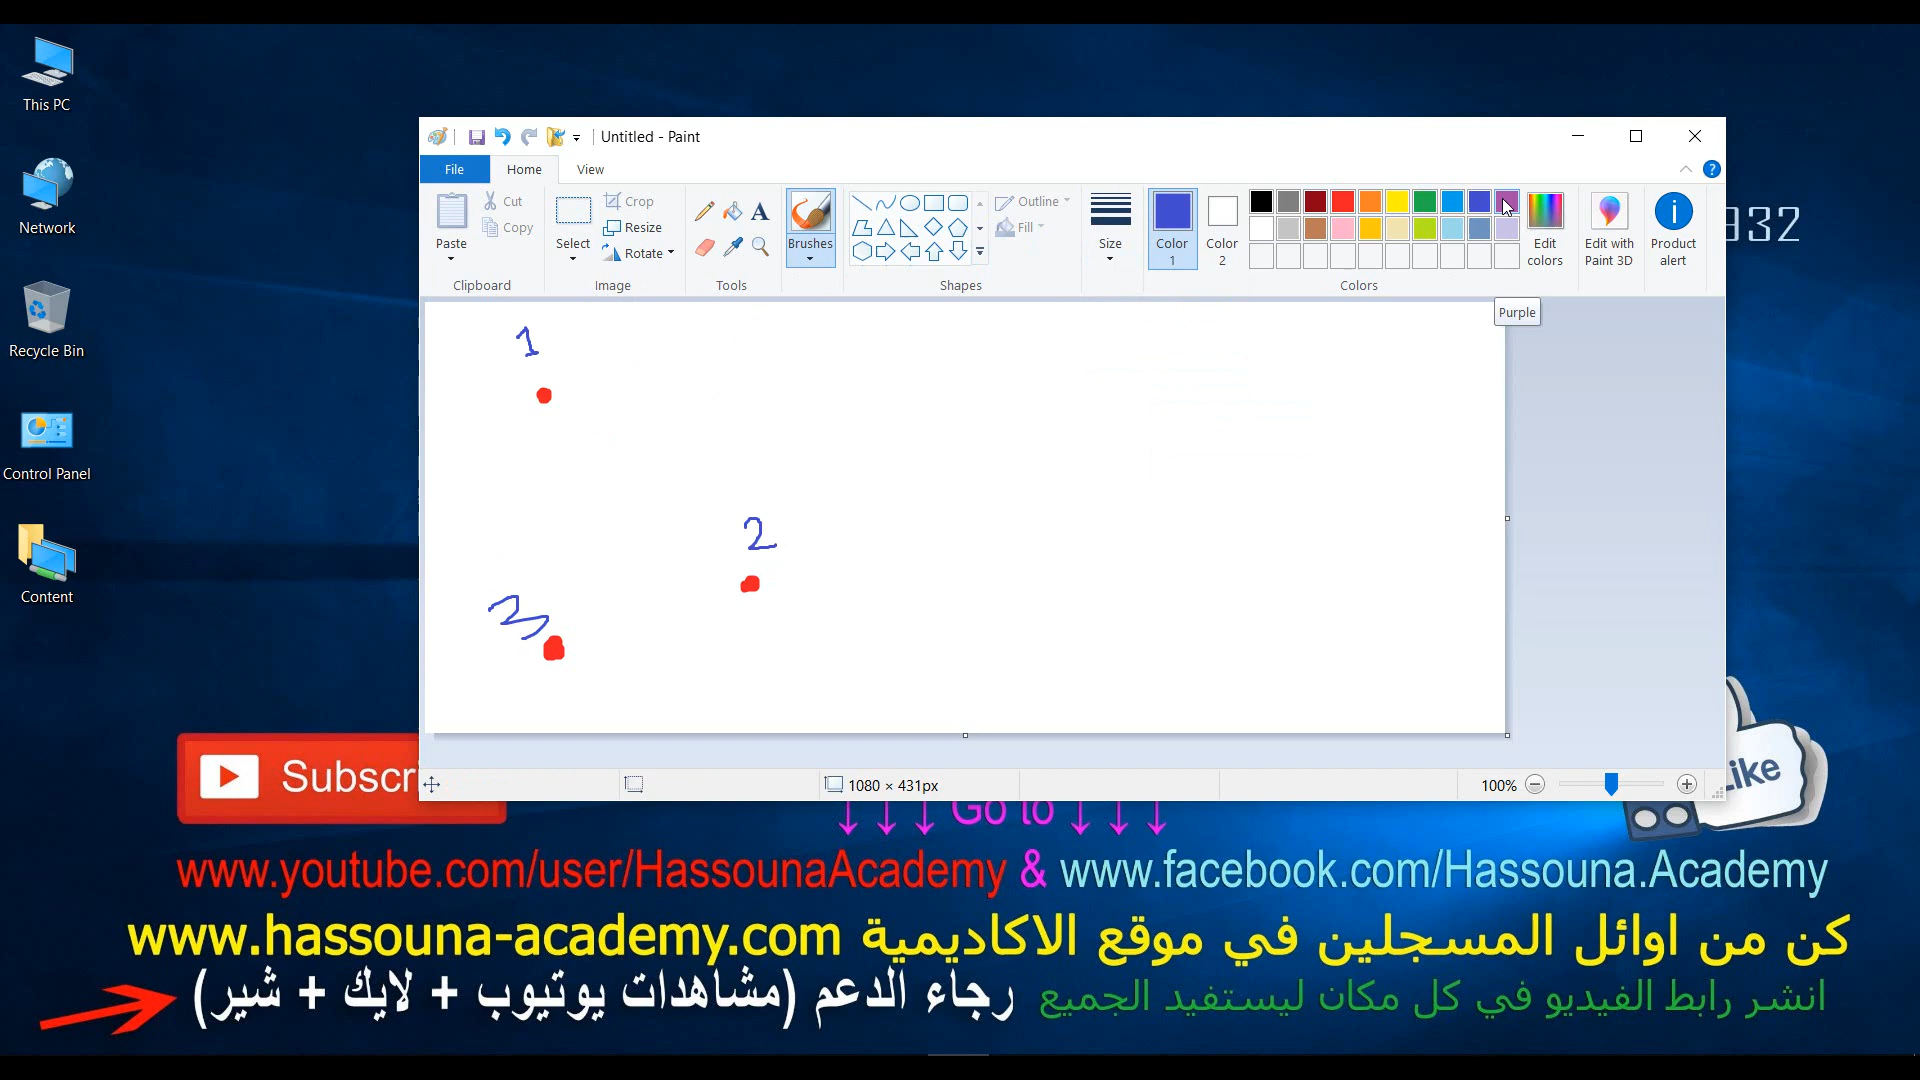 This PC
Network
Recycle Bin
Control Panel
Content
Untitled - Paint
File
Home
View
Paste
Cut
Copy
Clipboard
Select
Crop
Resize
Rotate
Image
A
Tools
Brushes
Outline
Fill
Shapes
Size
Color 1
Color 2
Edit colors
Colors
Edit with Paint 3D
Product alert
Purple
932
1
2
3
1080 × 431px
100%
Subscri
Like
↓ ↓ ↓ Go to ↓ ↓ ↓
www.youtube.com/user/HassounaAcademy & www.facebook.com/Hassouna.Academy
كن من اوائل المسجلين في موقع الاكاديمية www.hassouna-academy.com
انشر رابط الفيديو في كل مكان ليستفيد الجميع رجاء الدعم (مشاهدات يوتيوب + لايك + شير)